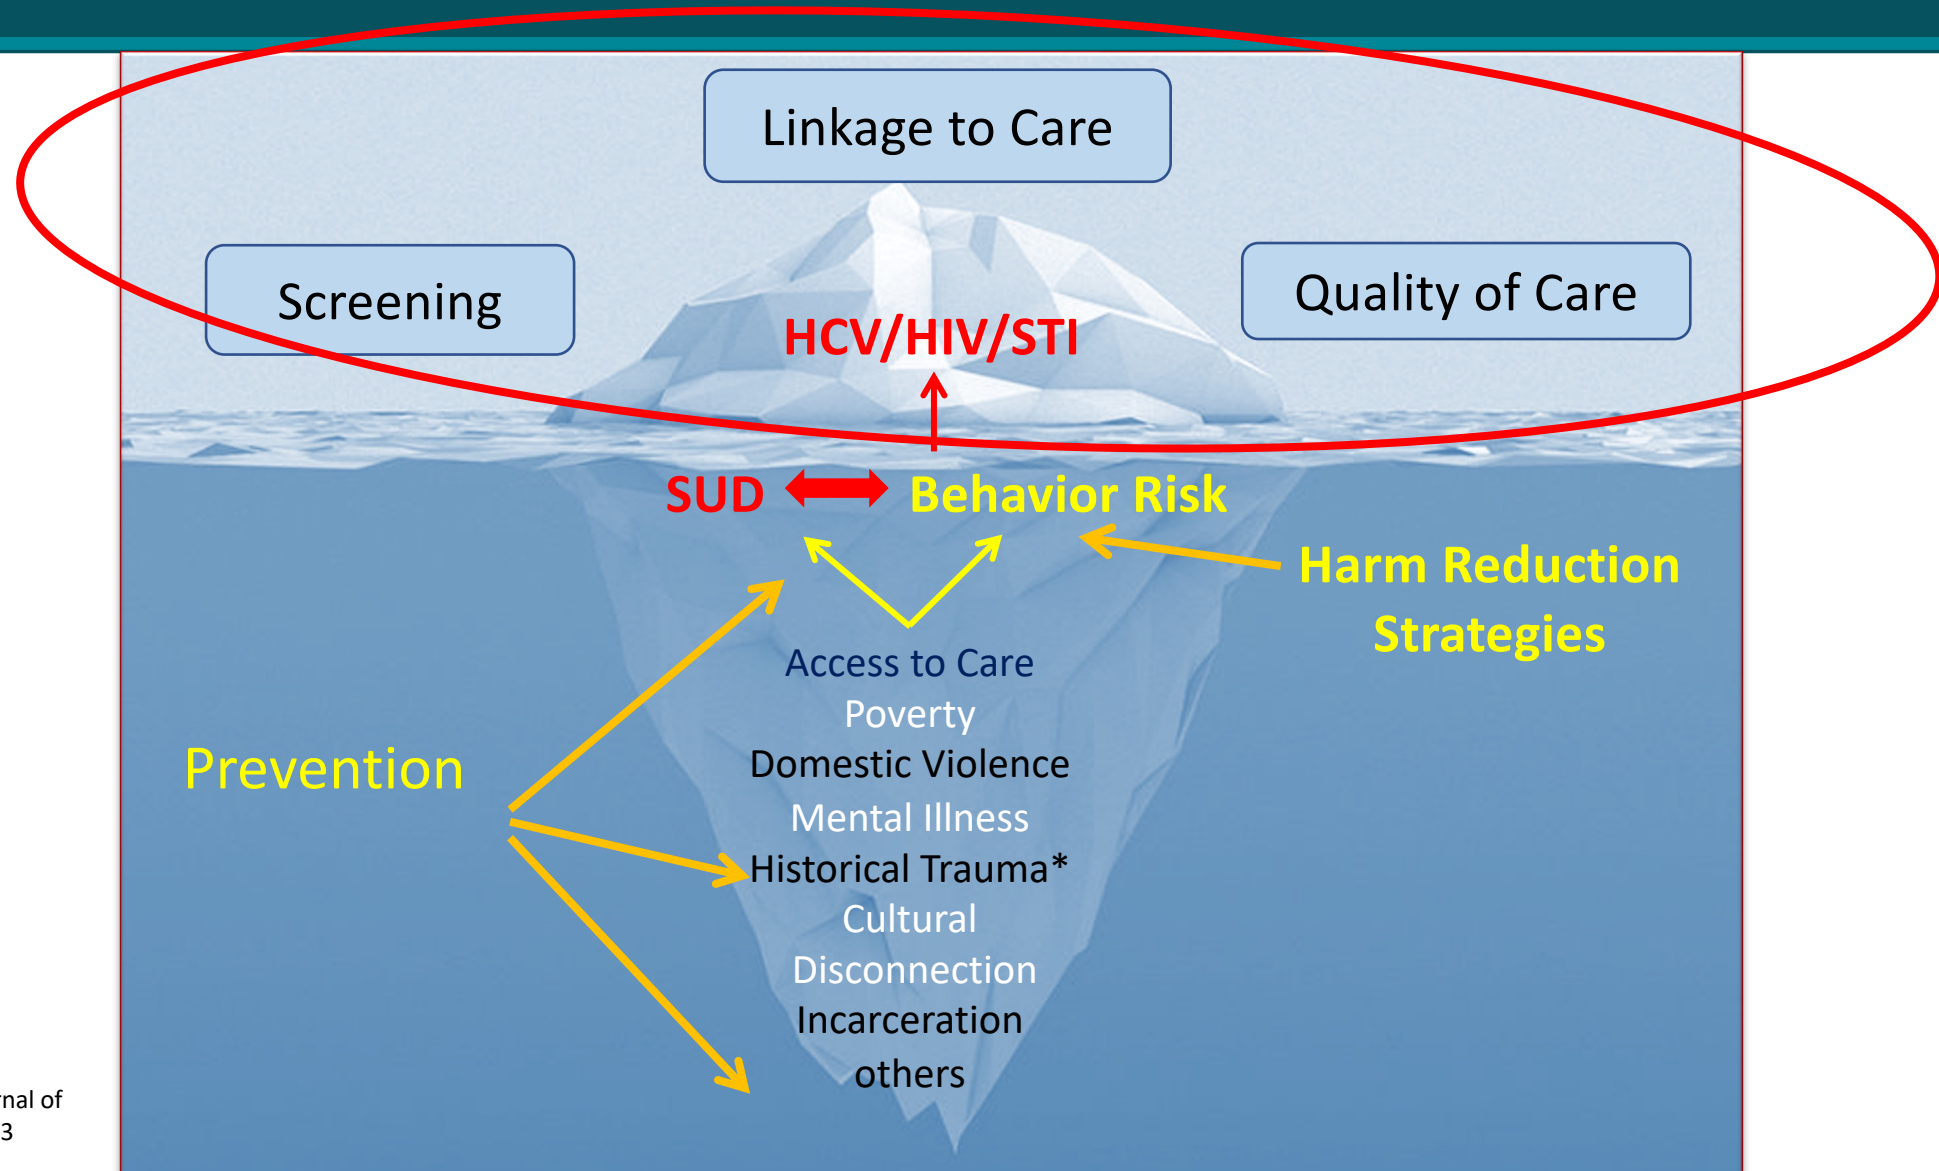 Linkage to Care
Screening
Quality of Care
HCV/HIV/STI
SUD
Behavior Risk
Harm Reduction
Strategies
Access to Care
Poverty
Domestic Violence
Prevention
Mental Illness
Historical Trauma*
Cultural
Disconnection
Incarceration
others
rnal of
3